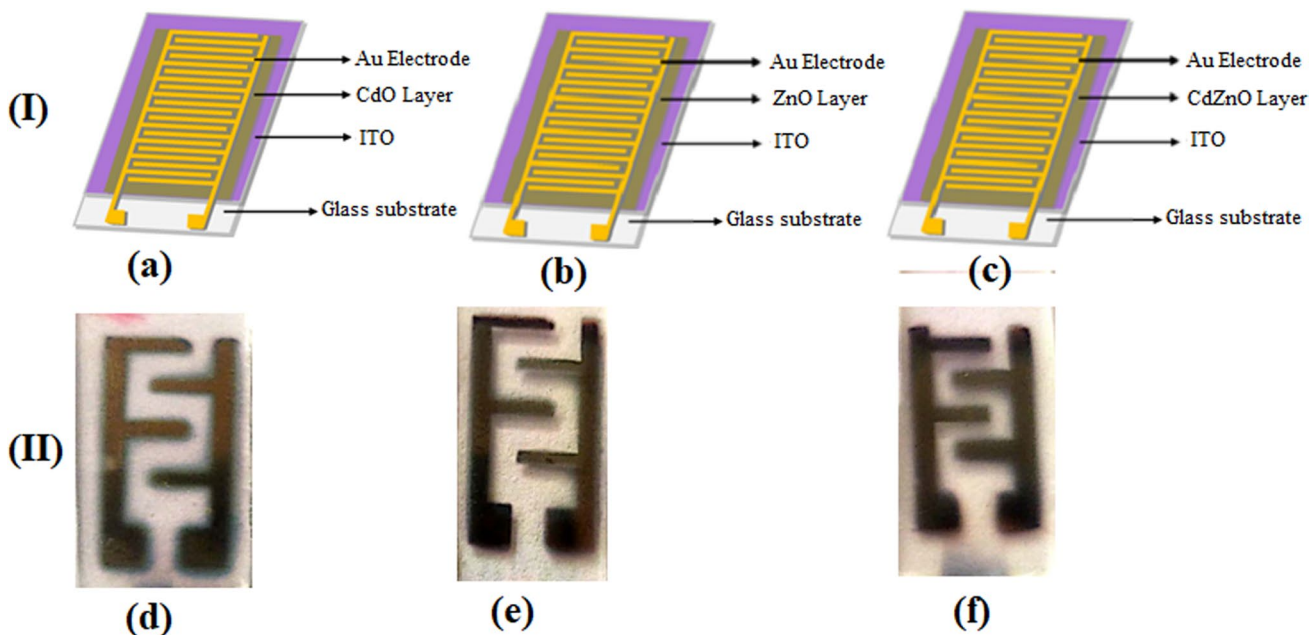 (I)
Au Electrode
CdO Layer
ITO
Glass substrate
(a)
Au Electrode
ZnO Layer
ITO
Glass substrate
(b)
Au Electrode
CdZnO Layer
ITO
Glass substrate
(c)
(II)
(d)
(e)
(f)